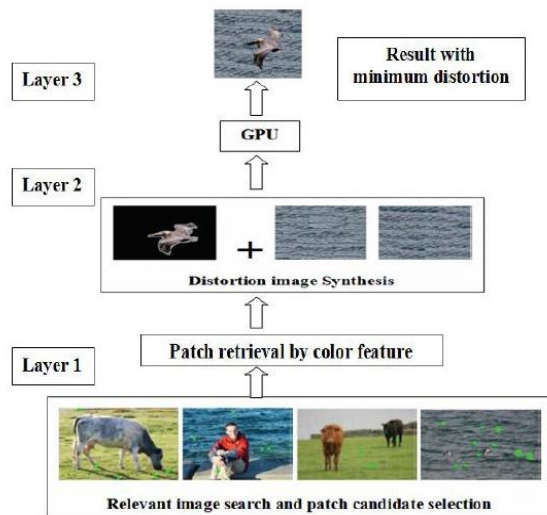 Layer 3
Result with
minimum distortion
GPU
Layer 2
Distortion image Synthesis
Patch retrieval by color feature
Layer 1
Relevant image search and patch candidate selection